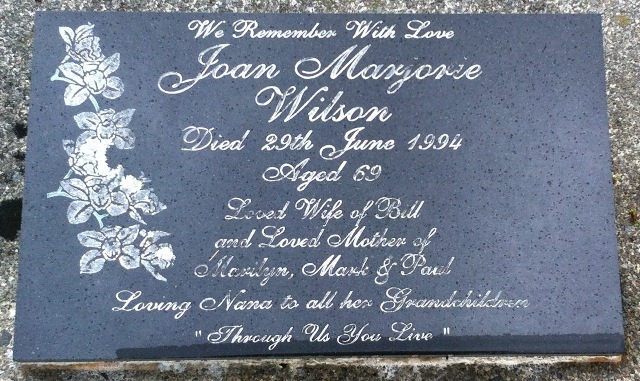 We Remember With Love
Joan Marjorie
Wilson
Died 29th June 1994
Aged 69
Loved Wife of Bill
and Loved Mother of
Marilyn, Mark & Paul
Loving Nana to all her Grandchildren
" Through Us You Live "